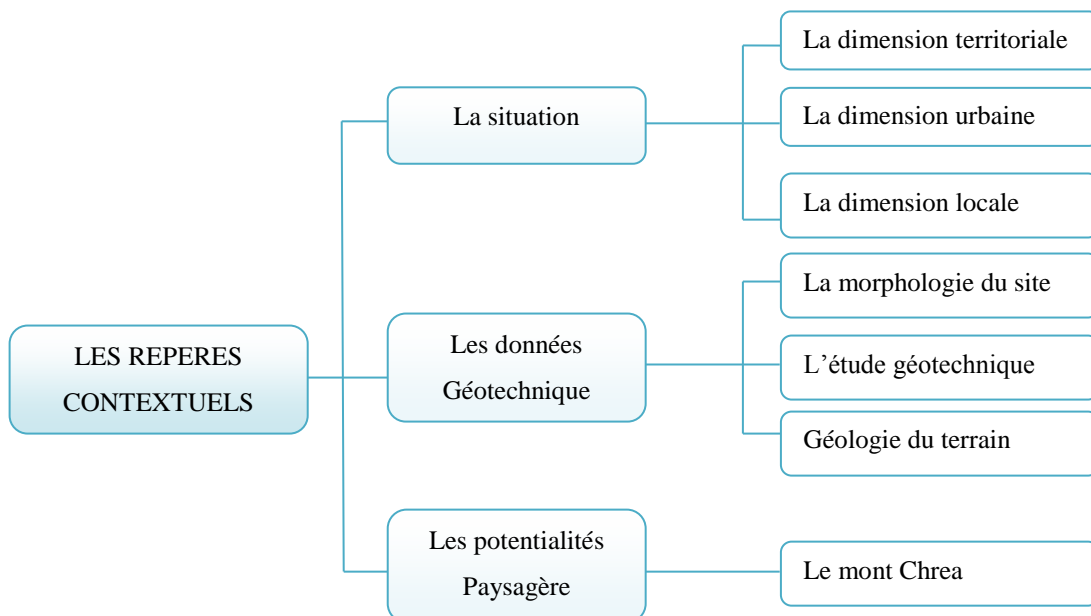 LES REPERES
CONTEXTUELS
La situation
La dimension territoriale
La dimension urbaine
La dimension locale
Les données
Géotechnique
La morphologie du site
L’étude géotechnique
Géologie du terrain
Les potentialités
Paysagère
Le mont Chrea